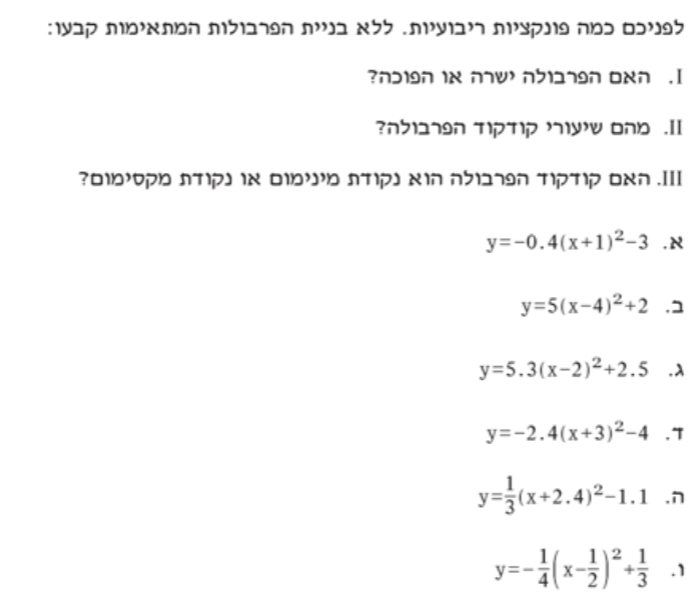 לפניכם כמה פונקציות ריבועיות. ללא בניית הפרבולות המתאימות קבעו:
I. האם הפרבולה ישרה או הפוכה?
II. מהם שיעורי קודקוד הפרבולה?
III. האם קודקוד הפרבולה הוא נקודת מינימום או נקודת מקסימום?
א. y=-0.4(x+1)²-3
ב. y=5(x-4)²+2
ג. y=5.3(x-2)²+2.5
ד. y=-2.4(x+3)²-4
ה. y=\frac{1}{3}(x+2.4)²-1.1
ו. y=-\frac{1}{4}(x-\frac{1}{2})²+\frac{1}{3}